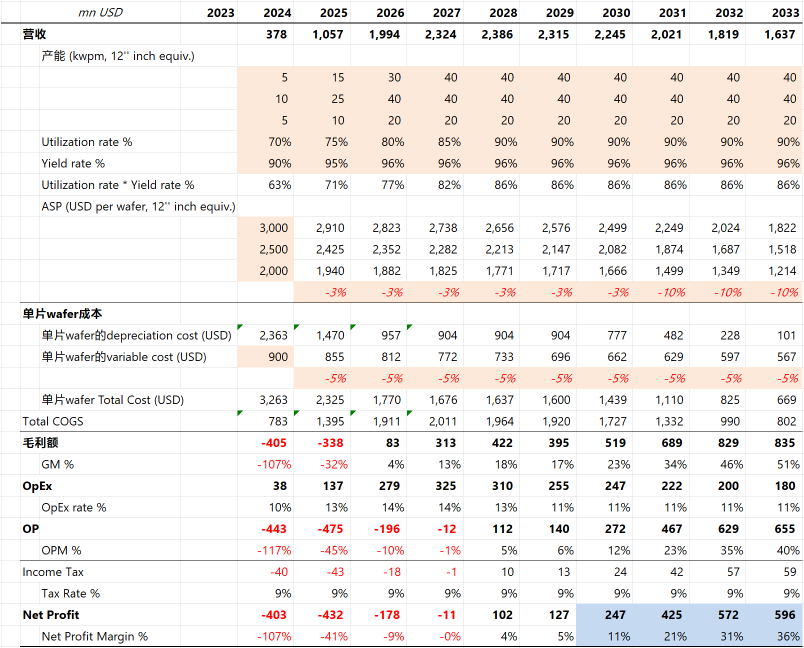 mn USD 2023 2024 2025 2026 2027 2028 2029 2030 2031 2032 2033
营收 378 1,057 1,994 2,324 2,386 2,315 2,245 2,021 1,819 1,637
产能 (kwpm, 12'' inch equiv.)
5 15 30 40 40 40 40 40 40 40
10 25 40 40 40 40 40 40 40 40
5 10 20 20 20 20 20 20 20 20
Utilization rate % 70% 75% 80% 85% 90% 90% 90% 90% 90% 90%
Yield rate % 90% 95% 96% 96% 96% 96% 96% 96% 96% 96%
Utilization rate * Yield rate % 63% 71% 77% 82% 86% 86% 86% 86% 86% 86%
ASP (USD per wafer, 12'' inch equiv.)
3,000 2,910 2,823 2,738 2,656 2,576 2,499 2,249 2,024 1,822
2,500 2,425 2,352 2,282 2,213 2,147 2,082 1,874 1,687 1,518
2,000 1,940 1,882 1,825 1,771 1,717 1,666 1,499 1,349 1,214
-3% -3% -3% -3% -3% -3% -10% -10% -10%
单片wafer成本
单片wafer的depreciation cost (USD) 2,363 1,470 957 904 904 904 777 482 228 101
单片wafer的variable cost (USD) 900 855 812 772 733 696 662 629 597 567
-5% -5% -5% -5% -5% -5% -5% -5% -5%
单片wafer Total Cost (USD) 3,263 2,325 1,770 1,676 1,637 1,600 1,439 1,110 825 669
Total COGS 783 1,395 1,911 2,011 1,964 1,920 1,727 1,332 990 802
毛利额 -405 -338 83 313 422 395 519 689 829 835
GM % -107% -32% 4% 13% 18% 17% 23% 34% 46% 51%
OpEx 38 137 279 325 310 255 247 222 200 180
OpEx rate % 10% 13% 14% 14% 13% 11% 11% 11% 11% 11%
OP -443 -475 -196 -12 112 140 272 467 629 655
OPM % -117% -45% -10% -1% 5% 6% 12% 23% 35% 40%
Income Tax -40 -43 -18 -1 10 13 24 42 57 59
Tax Rate % 9% 9% 9% 9% 9% 9% 9% 9% 9% 9%
Net Profit -403 -432 -178 -11 102 127 247 425 572 596
Net Profit Margin % -107% -41% -9% -0% 4% 5% 11% 21% 31% 36%